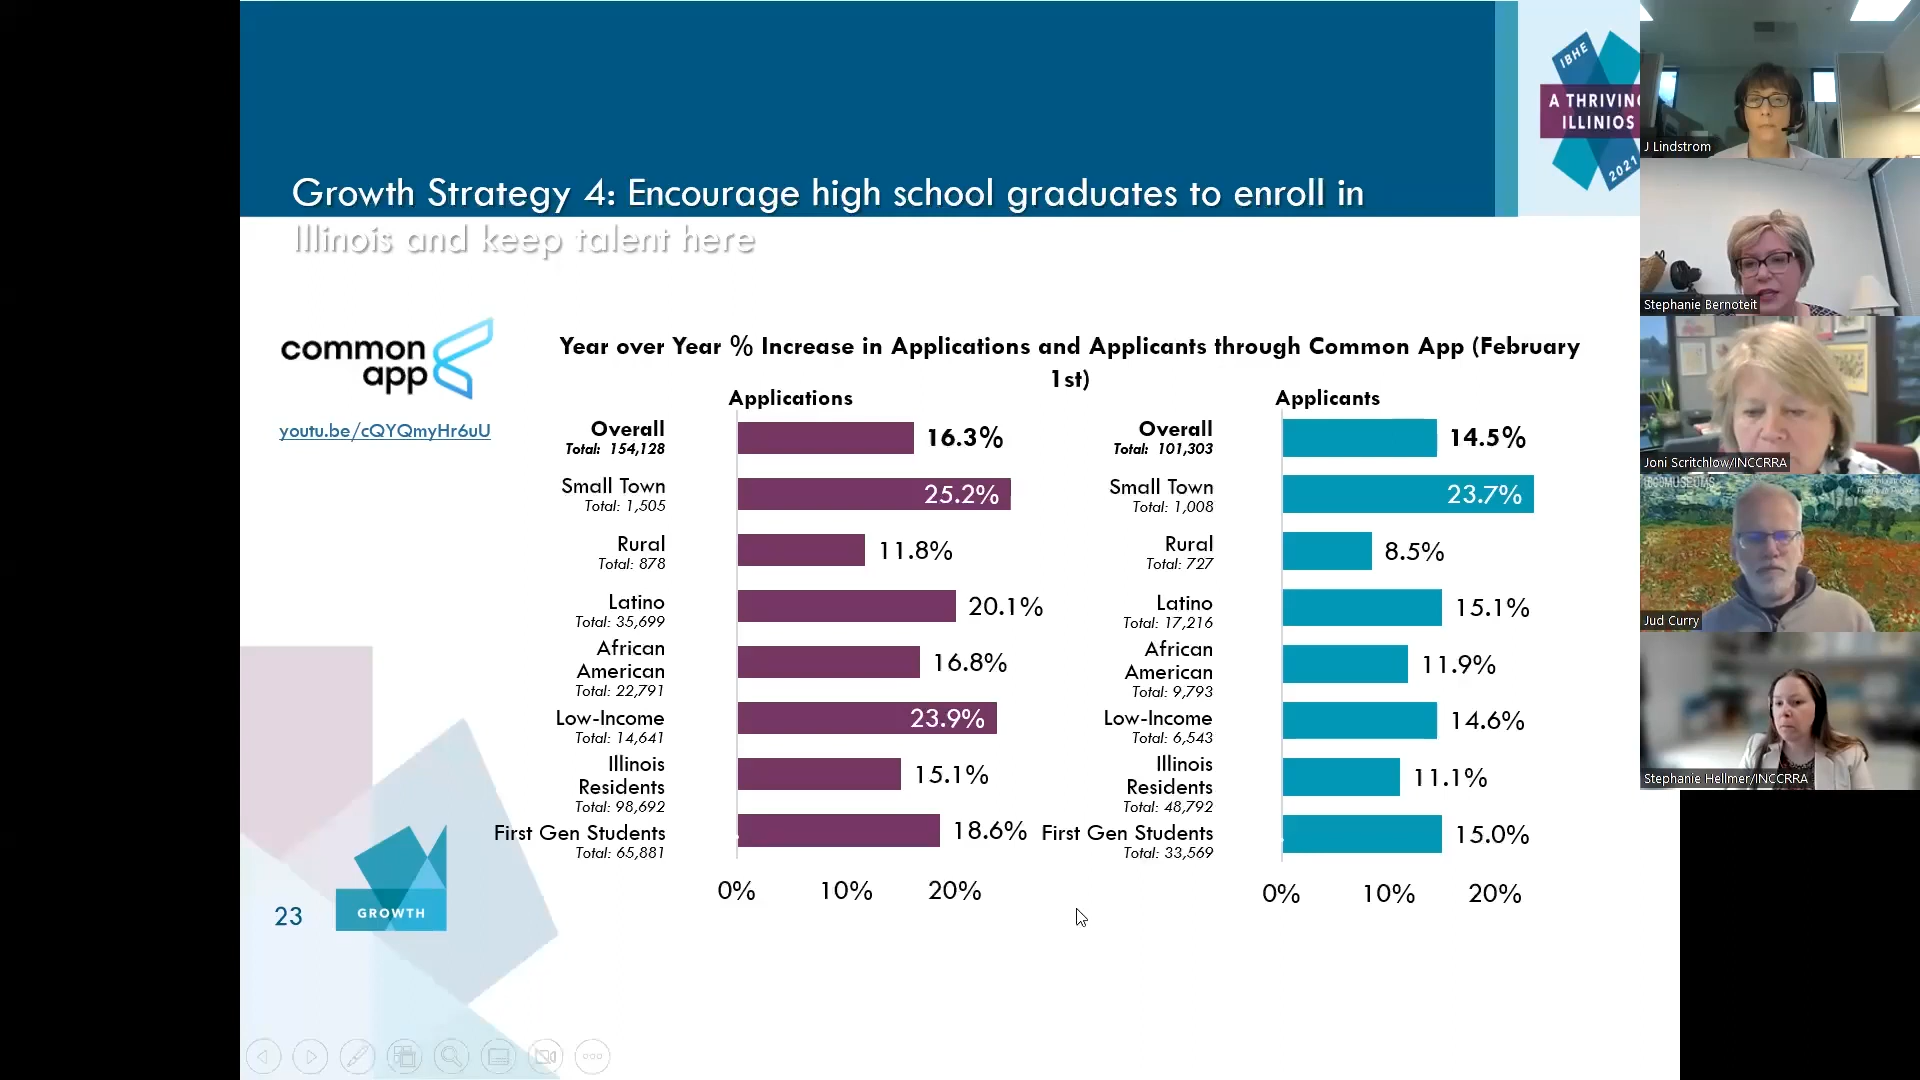 Growth Strategy 4: Encourage high school graduates to enroll in
Illinois and keep talent here
IBHE
A THRIVING
ILLINIOS
2021
common
app
youtu.be/cQYQmyHr6uU
Year over Year % Increase in Applications and Applicants through Common App (February
1st)
Applications
Overall
Total: 154,128
16.3%
Small Town
Total: 1,505
25.2%
Rural
Total: 878
11.8%
Latino
Total: 35,699
20.1%
African
American
Total: 22,791
16.8%
Low-Income
Total: 14,641
23.9%
Illinois
Residents
Total: 98,692
15.1%
First Gen Students
Total: 65,881
18.6%
0% 10% 20%
Applicants
Overall
Total: 101,303
14.5%
Small Town
Total: 1,008
23.7%
Rural
Total: 727
8.5%
Latino
Total: 17,216
15.1%
African
American
Total: 9,793
11.9%
Low-Income
Total: 6,543
14.6%
Illinois
Residents
Total: 48,792
11.1%
First Gen Students
Total: 33,569
15.0%
0% 10% 20%
23
GROWTH
J Lindstrom
Stephanie Bernoteit
Joni Scritchlow/INCCRRA
Jud Curry
Stephanie Hellmer/INCCRRA